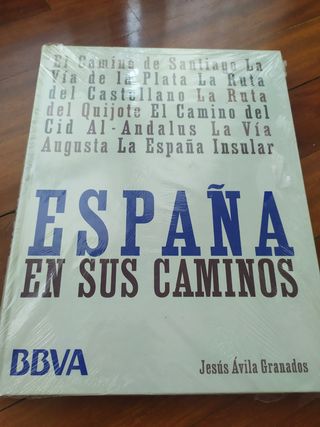 El Camino de Santiago La
Vía de la Plata La Ruta
del Castellano La Ruta
del Quijote El Camino del
Cid Al-Andalus La Vía
Augusta La España Insular
ESPAÑA
EN SUS CAMINOS
BBVA
Jesús Ávila Granados